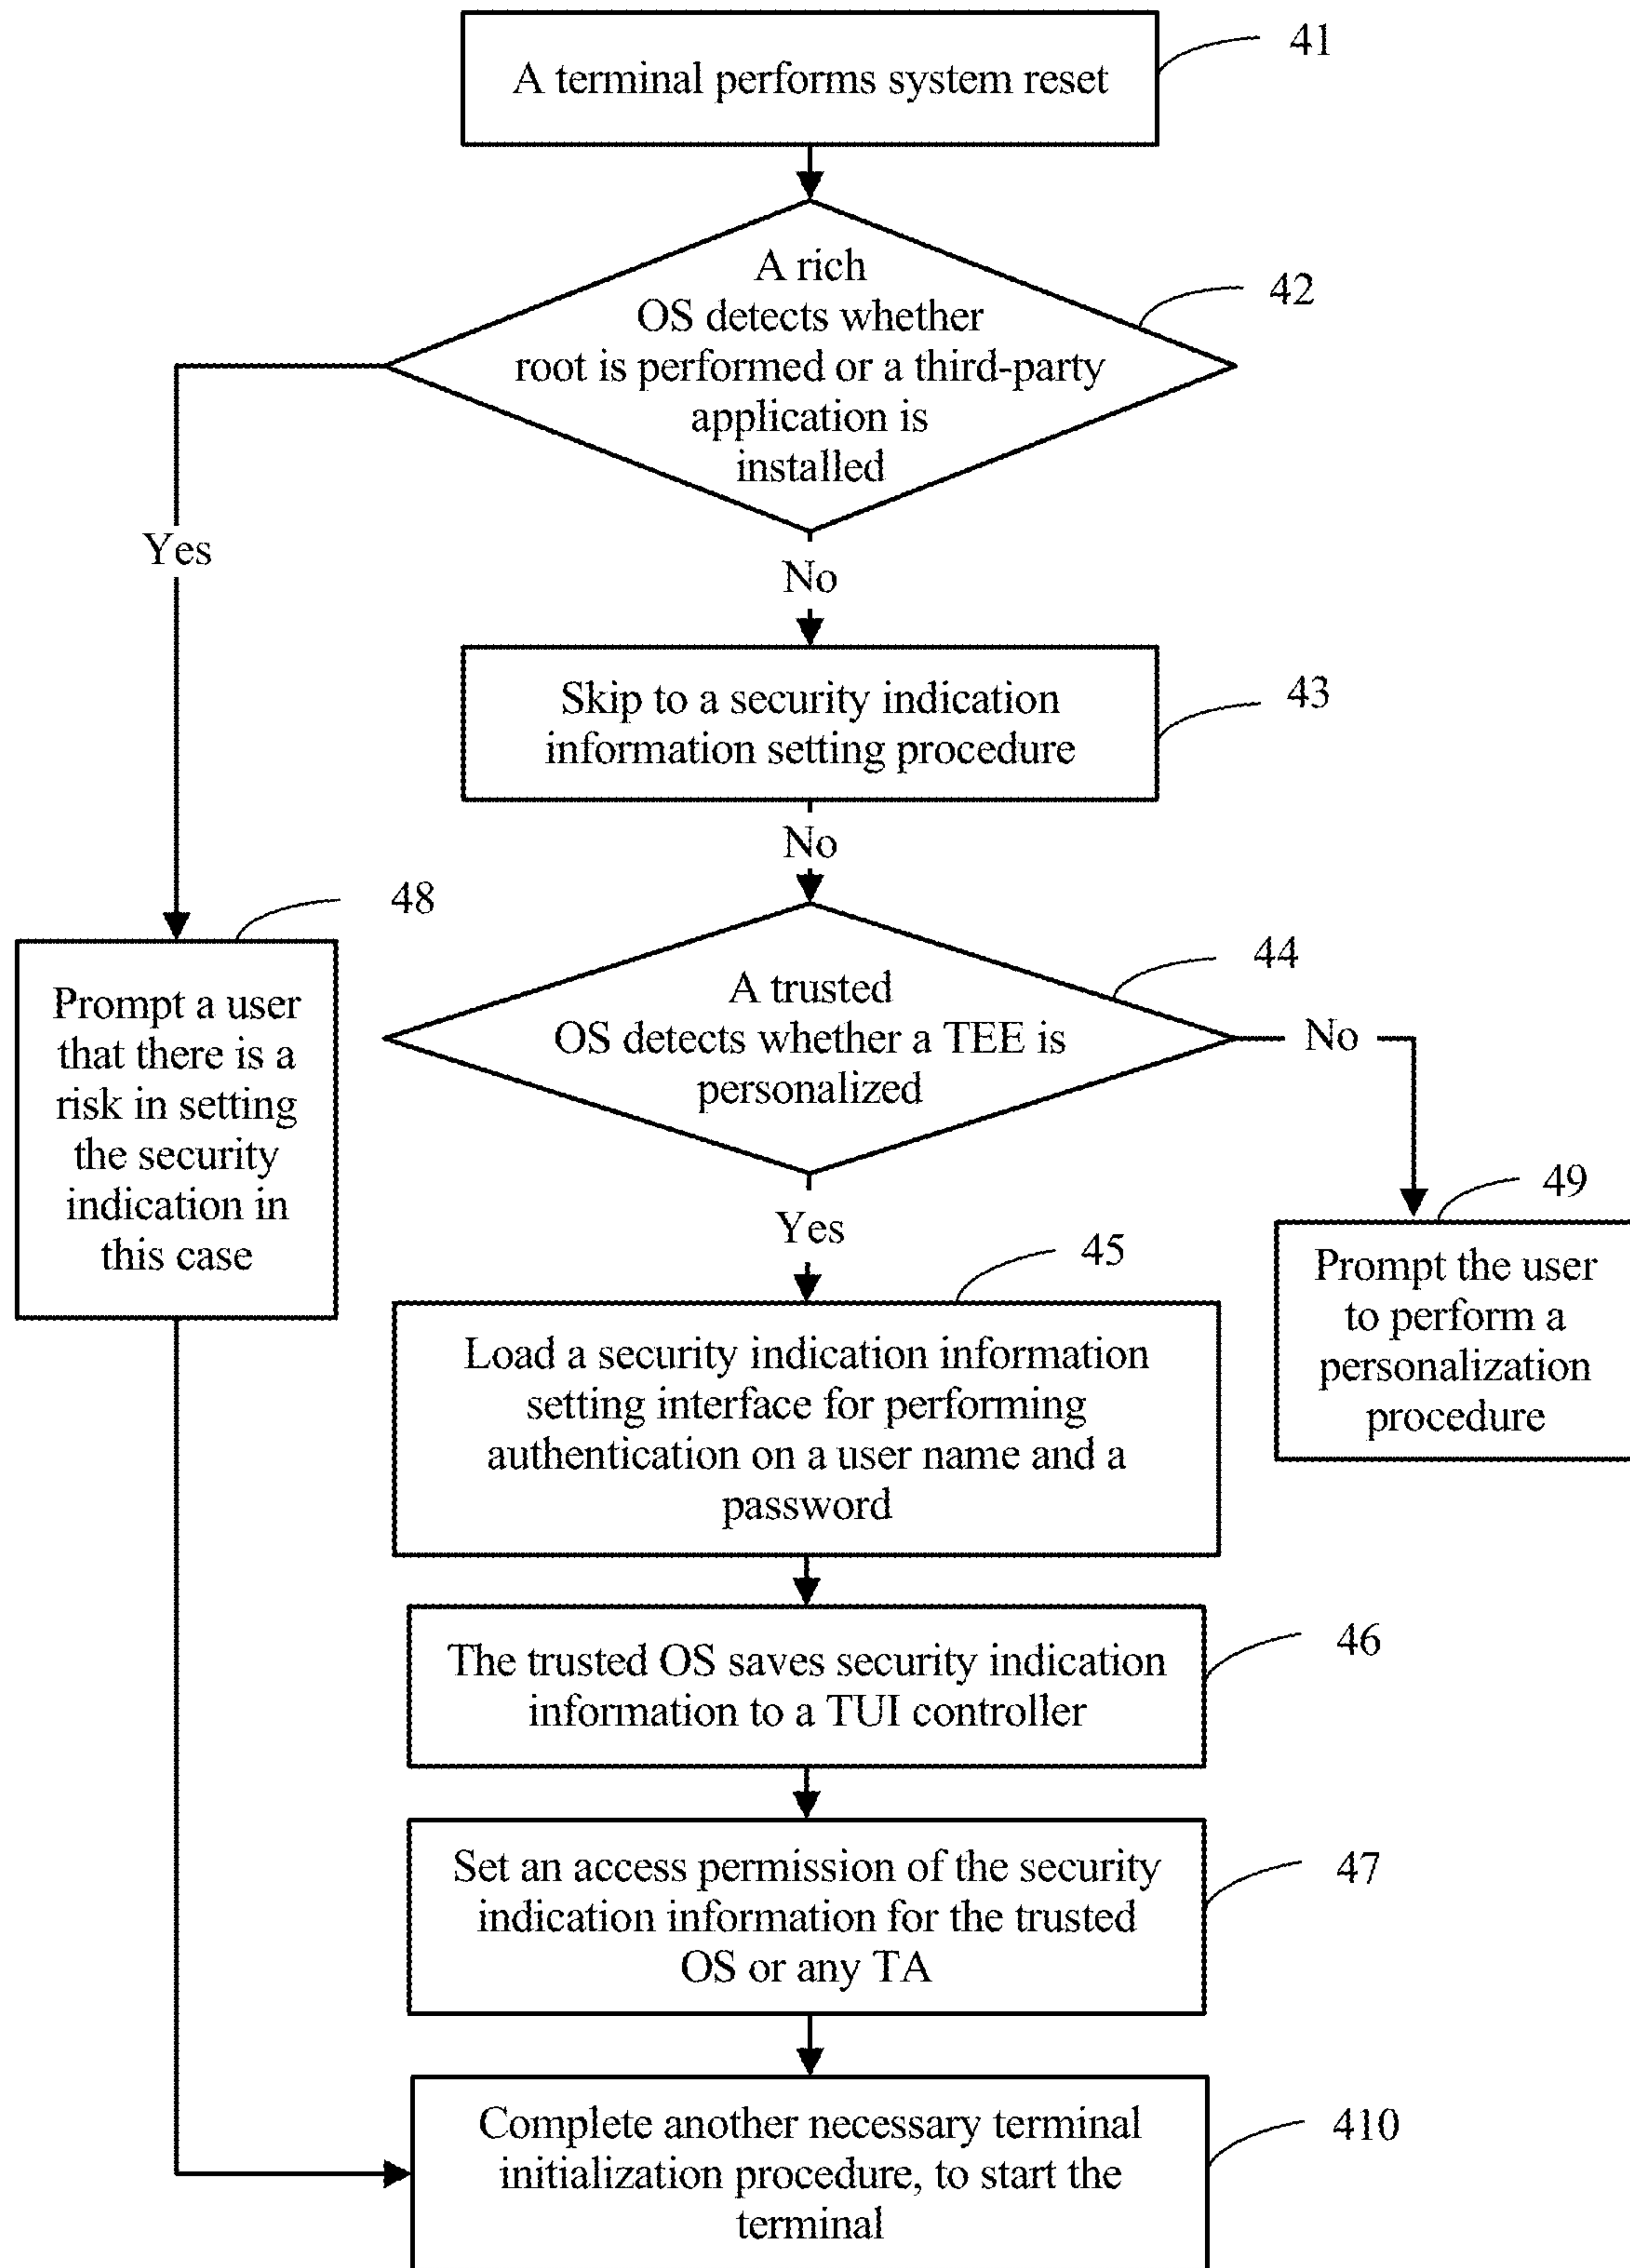 A terminal performs system reset
41
A rich
OS detects whether
root is performed or a third-party
application is
installed
42
Yes
No
Skip to a security indication
information setting procedure
43
No
48
Prompt a user
that there is a
risk in setting
the security
indication in
this case
A trusted
OS detects whether a TEE is
personalized
44
No
Yes
49
Prompt the user
to perform a
personalization
procedure
45
Load a security indication information
setting interface for performing
authentication on a user name and a
password
The trusted OS saves security indication
information to a TUI controller
46
Set an access permission of the security
indication information for the trusted
OS or any TA
47
Complete another necessary terminal
initialization procedure, to start the
terminal
410